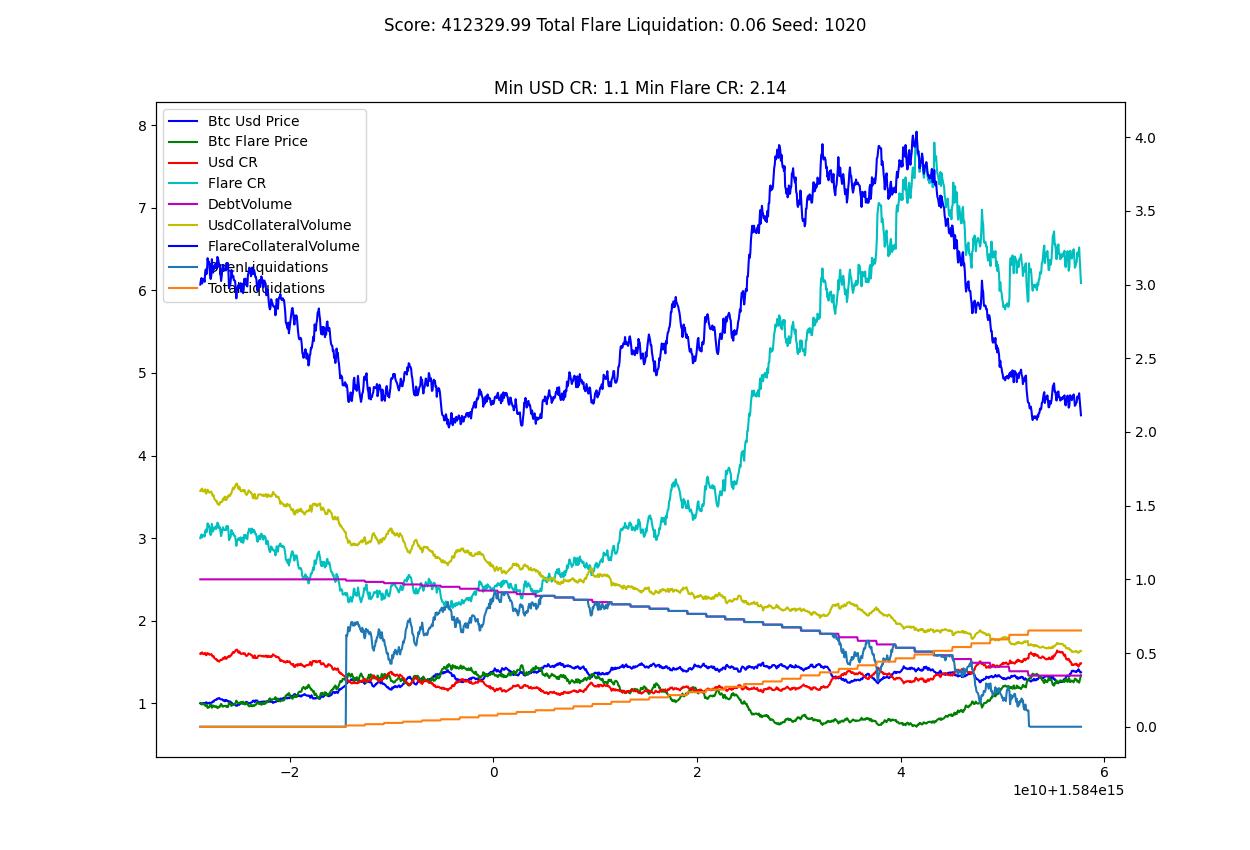 Score: 412329.99 Total Flare Liquidation: 0.06 Seed: 1020
Min USD CR: 1.1 Min Flare CR: 2.14
Btc Usd Price
Btc Flare Price
Usd CR
Flare CR
DebtVolume
UsdCollateralVolume
FlareCollateralVolume
OpenLiquidations
TotalLiquidations
8
7
6
5
4
3
2
1
4.0
3.5
3.0
2.5
2.0
1.5
1.0
0.5
0.0
−2
0
2
4
6
1e10+1.584e15